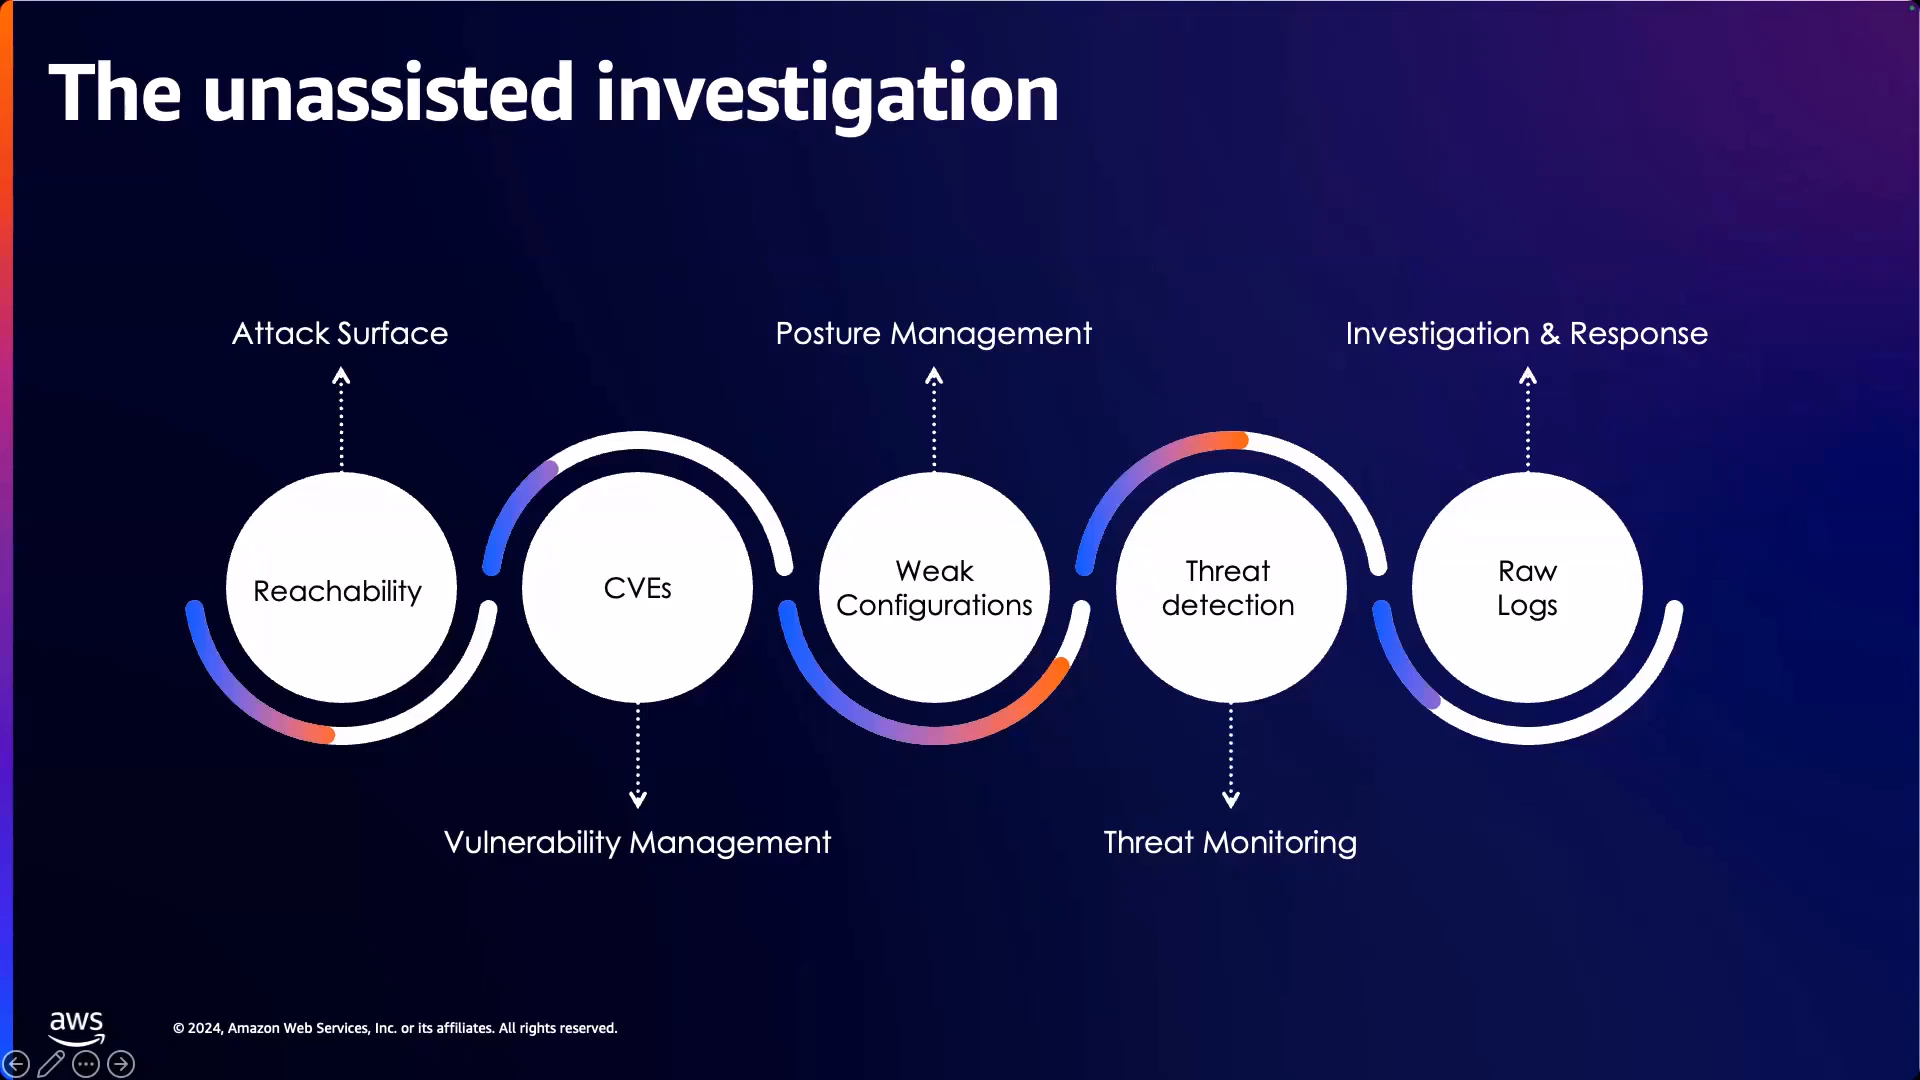 The unassisted investigation
Attack Surface
Posture Management
Investigation & Response
Reachability
CVEs
Weak
Configurations
Threat
detection
Raw
Logs
Vulnerability Management
Threat Monitoring
aws
© 2024, Amazon Web Services, Inc. or its affiliates. All rights reserved.